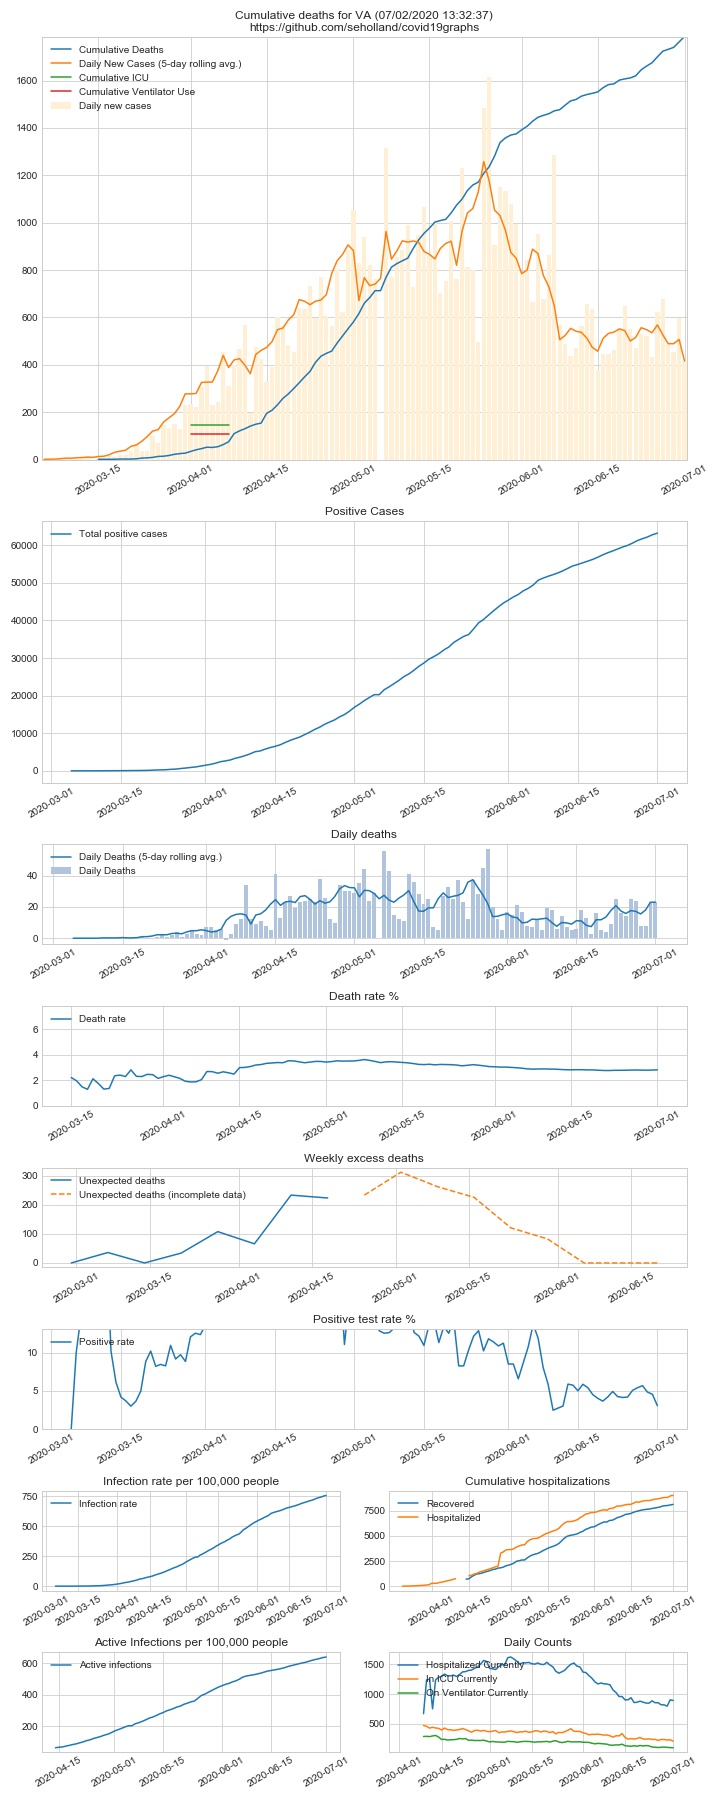 Cumulative deaths for VA (07/02/2020 13:32:37)
https://github.com/seholland/covid19graphs
Cumulative Deaths
Daily New Cases (5-day rolling avg.)
Cumulative ICU
Cumulative Ventilator Use
Daily new cases
1600
1400
1200
1000
800
600
400
200
0
2020-03-15 2020-04-01 2020-04-15 2020-05-01 2020-05-15 2020-06-01 2020-06-15 2020-07-01
Positive Cases
Total positive cases
60000
50000
40000
30000
20000
10000
0
2020-03-01 2020-03-15 2020-04-01 2020-04-15 2020-05-01 2020-05-15 2020-06-01 2020-06-15 2020-07-01
Daily deaths
Daily Deaths (5-day rolling avg.)
Daily Deaths
40
20
0
2020-03-01 2020-03-15 2020-04-01 2020-04-15 2020-05-01 2020-05-15 2020-06-01 2020-06-15 2020-07-01
Death rate %
Death rate
6
4
2
0
2020-03-15 2020-04-01 2020-04-15 2020-05-01 2020-05-15 2020-06-01 2020-06-15 2020-07-01
Weekly excess deaths
Unexpected deaths
Unexpected deaths (incomplete data)
300
200
100
0
2020-03-01 2020-03-15 2020-04-01 2020-04-15 2020-05-01 2020-05-15 2020-06-01 2020-06-15
Positive test rate %
Positive rate
10
5
0
2020-03-01 2020-03-15 2020-04-01 2020-04-15 2020-05-01 2020-05-15 2020-06-01 2020-06-15 2020-07-01
Infection rate per 100,000 people
Infection rate
750
500
250
0
2020-03-01 2020-03-15 2020-04-01 2020-04-15 2020-05-01 2020-05-15 2020-06-01 2020-06-15 2020-07-01
Cumulative hospitalizations
Recovered
Hospitalized
7500
5000
2500
0
2020-04-01 2020-04-15 2020-05-01 2020-05-15 2020-06-01 2020-06-15 2020-07-01
Active Infections per 100,000 people
Active infections
600
400
200
2020-04-15 2020-05-01 2020-05-15 2020-06-01 2020-06-15 2020-07-01
Daily Counts
Hospitalized Currently
In ICU Currently
On Ventilator Currently
1500
1000
500
2020-04-01 2020-04-15 2020-05-01 2020-05-15 2020-06-01 2020-06-15 2020-07-01